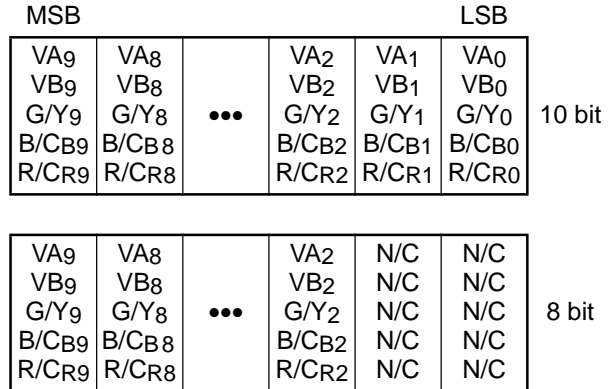 MSB LSB
VA9 VA8 VA2 VA1 VA0
VB9 VB8 VB2 VB1 VB0
G/Y9 G/Y8 ••• G/Y2 G/Y1 G/Y0 10 bit
B/CB9 B/CB8 B/CB2 B/CB1 B/CB0
R/CR9 R/CR8 R/CR2 R/CR1 R/CR0
VA9 VA8 VA2 N/C N/C
VB9 VB8 VB2 N/C N/C
G/Y9 G/Y8 ••• G/Y2 N/C N/C 8 bit
B/CB9 B/CB8 B/CB2 N/C N/C
R/CR9 R/CR8 R/CR2 N/C N/C